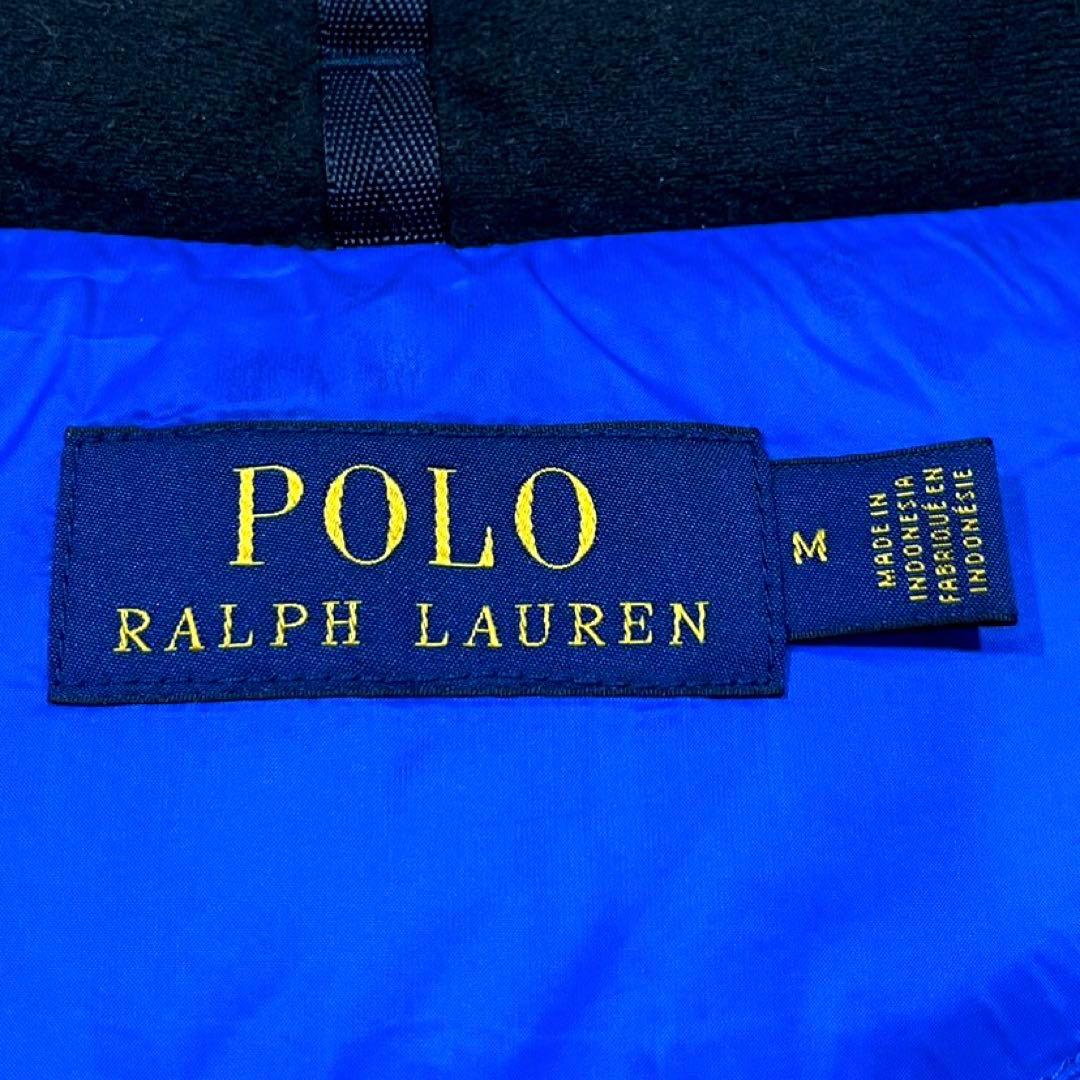 POLO
RALPH LAUREN
M
MADE IN
INDONESIA
FABRIQUÉ EN
INDONÉSIE